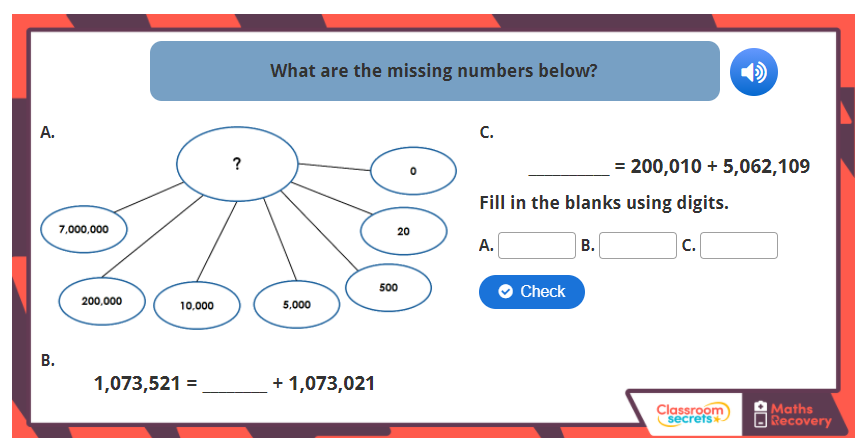 What are the missing numbers below?
A.
?
0
7,000,000
20
500
200,000
10,000
5,000
B.
1,073,521 = ________ + 1,073,021
C.
__________ = 200,010 + 5,062,109
Fill in the blanks using digits.
A. B. C.
Check
Classroom
secrets
Maths
Recovery